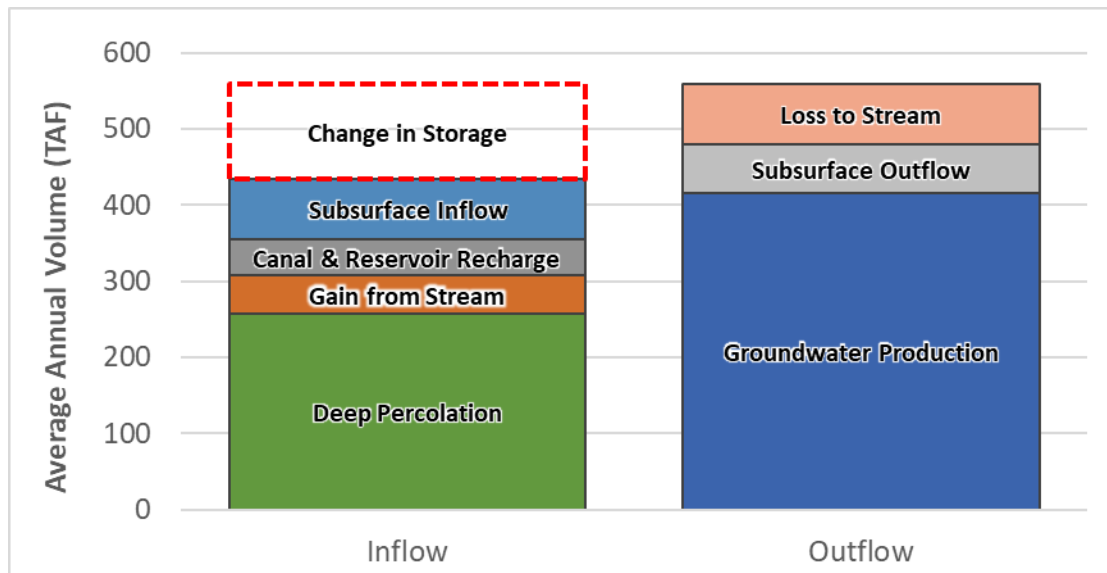 Average Annual Volume (TAF)
600
500
400
300
200
100
0
Change in Storage
Subsurface Inflow
Canal & Reservoir Recharge
Gain from Stream
Deep Percolation
Loss to Stream
Subsurface Outflow
Groundwater Production
Inflow
Outflow